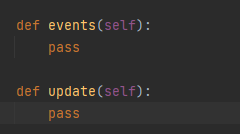 def events(self):
    pass
def update(self):
    pass